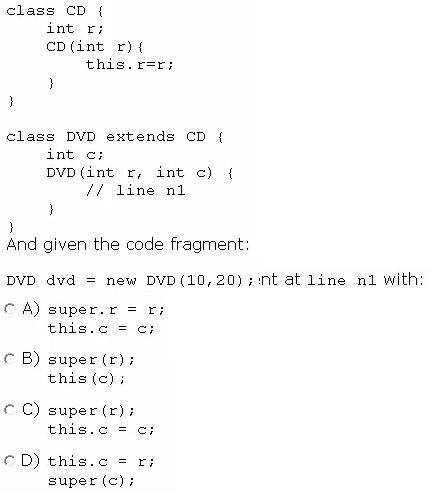 class CD {
int r;
CD(int r){
this.r=r;
}
}
class DVD extends CD {
int c;
DVD(int r, int c) {
// line n1
}
}
And given the code fragment:
DVD dvd = new DVD(10,20); nt at line n1 with:
A) super.r = r;
this.c = c;
B) super(r);
this(c);
C) super(r);
this.c = c;
D) this.c = r;
super(c);